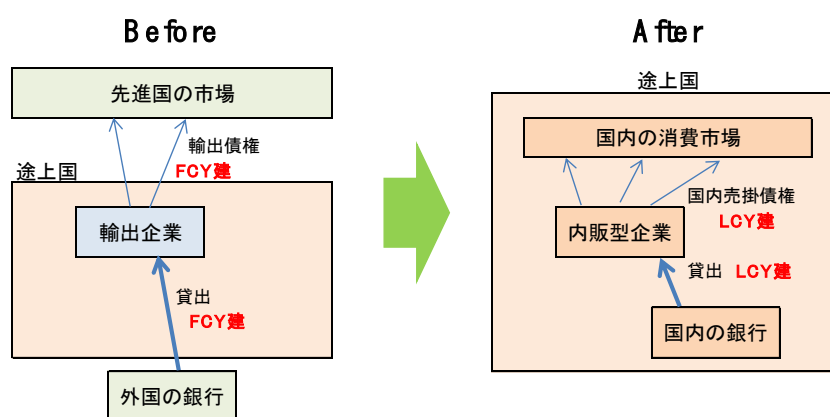 Before
先進国の市場
輸出債権
FCY建
途上国
輸出企業
貸出
FCY建
外国の銀行
After
途上国
国内の消費市場
国内売掛債権
LCY建
内販型企業
貸出 LCY建
国内の銀行